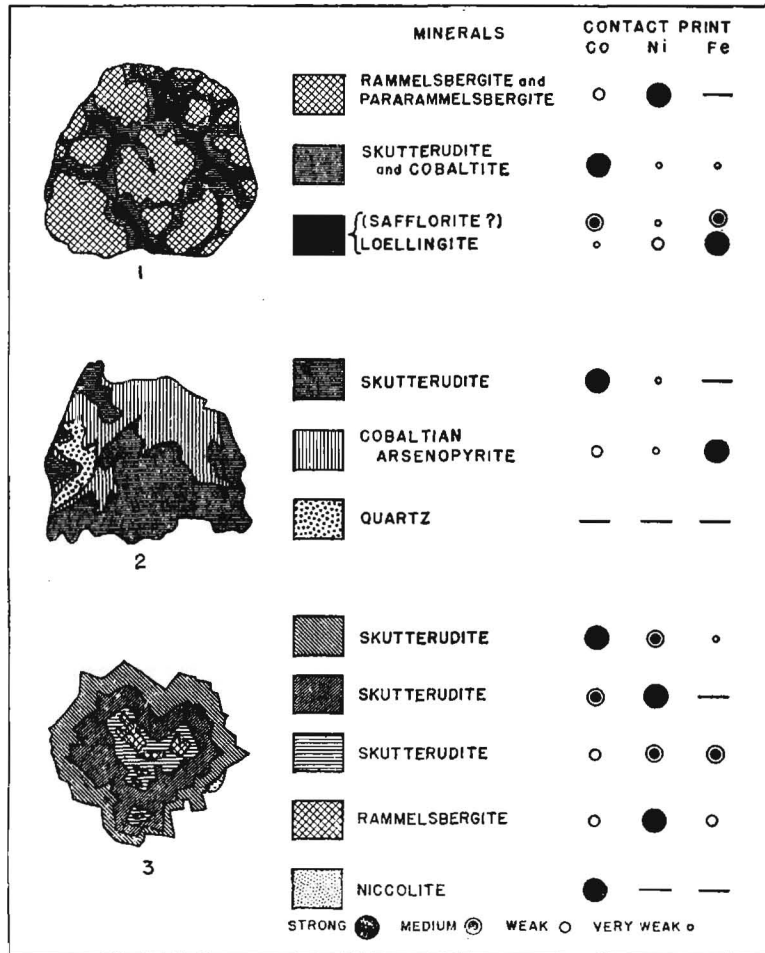 MINERALS
CONTACT PRINT
Co Ni Fe
RAMMELSBERGITE and
PARARAMMELSBERGITE
SKUTTERUDITE
and COBALTITE
(SAFFLORITE?)
LOELLINGITE
1
SKUTTERUDITE
COBALTIAN
ARSENOPYRITE
QUARTZ
2
SKUTTERUDITE
SKUTTERUDITE
SKUTTERUDITE
RAMMELSBERGITE
3
NICCOLITE
STRONG MEDIUM WEAK VERY WEAK